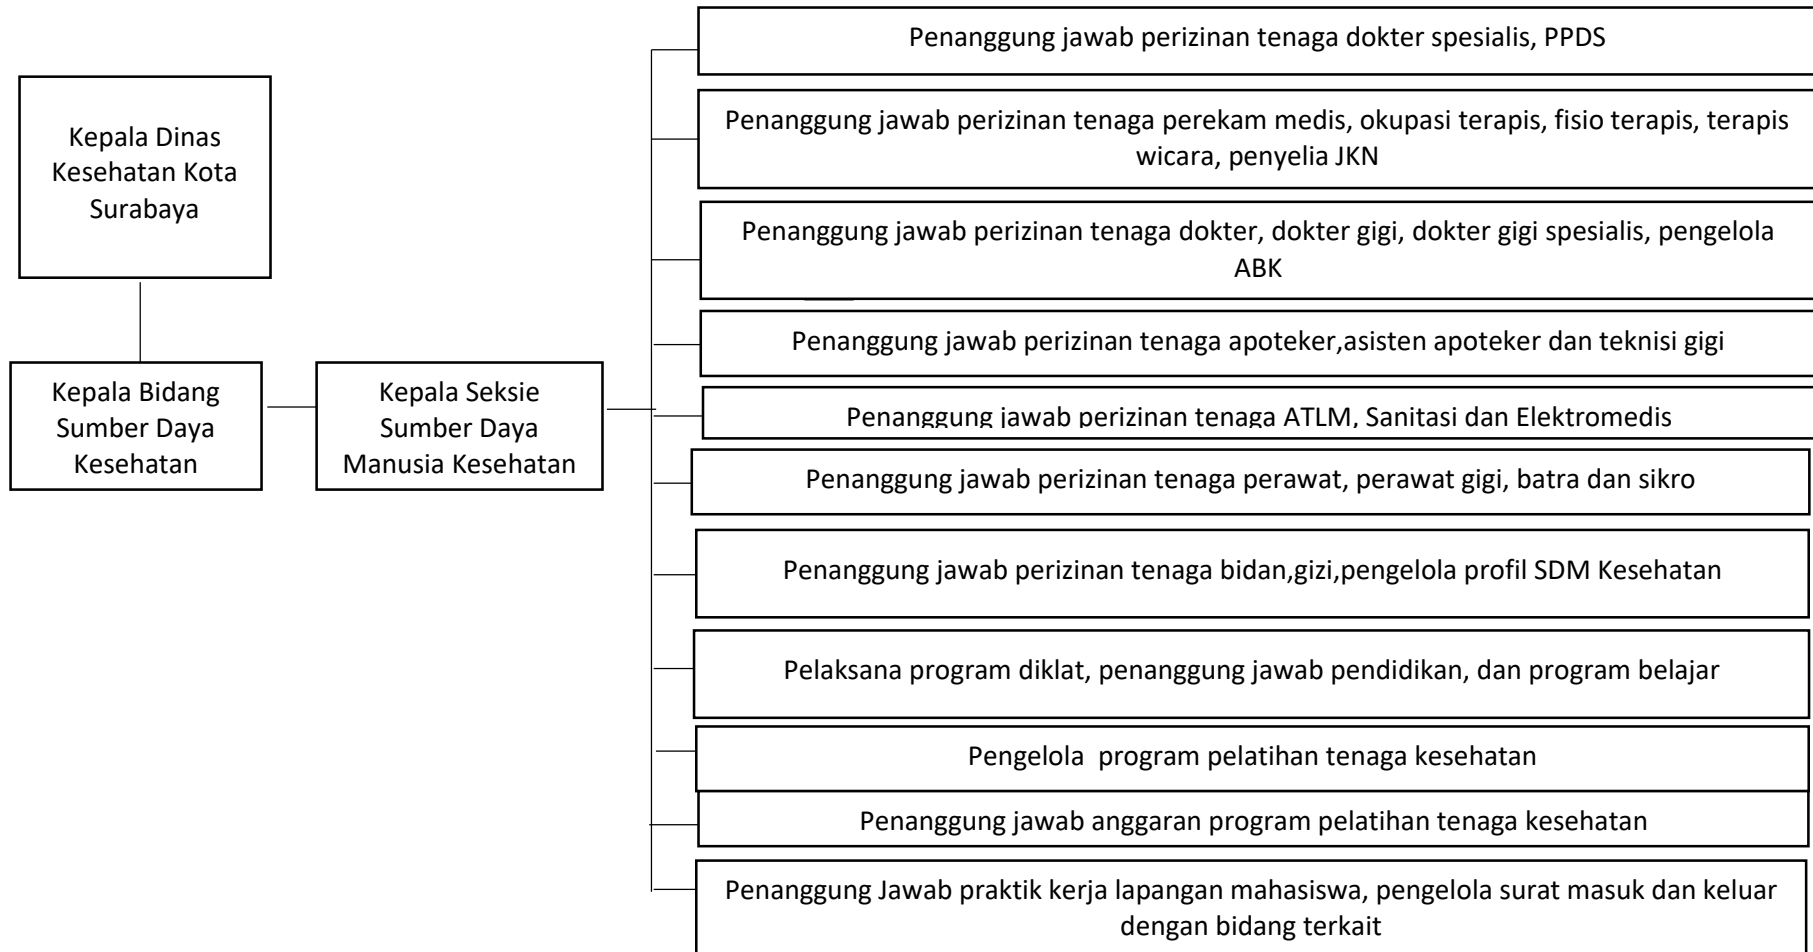 Kepala Dinas
Kesehatan Kota
Surabaya
Kepala Bidang
Sumber Daya
Kesehatan
Kepala Seksie
Sumber Daya
Manusia Kesehatan
Penanggung jawab perizinan tenaga dokter spesialis, PPDS
Penanggung jawab perizinan tenaga perekam medis, okupasi terapis, fisio terapis, terapis
wicara, penyelia JKN
Penanggung jawab perizinan tenaga dokter, dokter gigi, dokter gigi spesialis, pengelola
ABK
Penanggung jawab perizinan tenaga apoteker,asisten apoteker dan teknisi gigi
Penanggung jawab perizinan tenaga ATLM, Sanitasi dan Elektromedis
Penanggung jawab perizinan tenaga perawat, perawat gigi, batra dan sikro
Penanggung jawab perizinan tenaga bidan,gizi,pengelola profil SDM Kesehatan
Pelaksana program diklat, penanggung jawab pendidikan, dan program belajar
Pengelola  program pelatihan tenaga kesehatan
Penanggung jawab anggaran program pelatihan tenaga kesehatan
Penanggung Jawab praktik kerja lapangan mahasiswa, pengelola surat masuk dan keluar
dengan bidang terkait